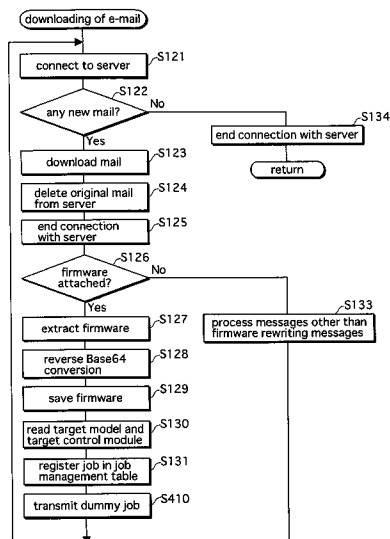 downloading of e-mail
connect to server
S121
any new mail?
S122
No
Yes
end connection with server
S134
return
download mail
S123
delete original mail
from server
S124
end connection
with server
S125
firmware
attached?
S126
No
Yes
extract firmware
S127
process messages other than
firmware rewriting messages
S133
reverse Base64
conversion
S128
save firmware
S129
read target model and
target control module
S130
register job in job
management table
S131
transmit dummy job
S410